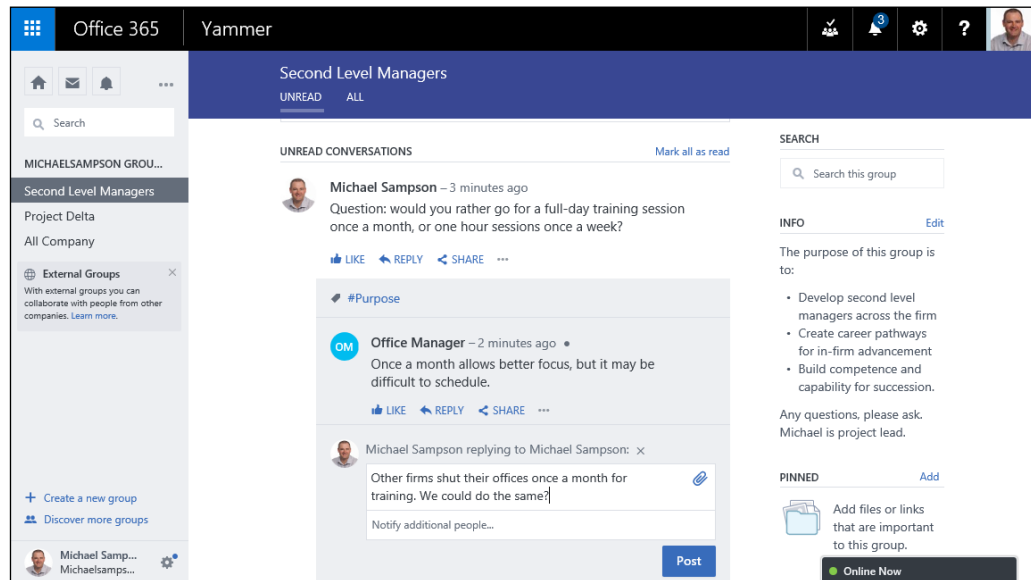 Office 365
Yammer
3
?
Search
MICHAELSAMPSON GROU...
Second Level Managers
Project Delta
All Company
External Groups
With external groups you can
collaborate with people from other
companies. Learn more.
+ Create a new group
Discover more groups
Michael Samp...
Michaelsamps...
Second Level Managers
UNREAD ALL
UNREAD CONVERSATIONS
Mark all as read
Michael Sampson – 3 minutes ago
Question: would you rather go for a full-day training session
once a month, or one hour sessions once a week?
LIKE REPLY SHARE ...
#Purpose
OM
Office Manager – 2 minutes ago •
Once a month allows better focus, but it may be
difficult to schedule.
LIKE REPLY SHARE ...
Michael Sampson replying to Michael Sampson: ×
Other firms shut their offices once a month for
training. We could do the same?
Notify additional people...
Post
SEARCH
Search this group
INFO
Edit
The purpose of this group is
to:
• Develop second level
managers across the firm
• Create career pathways
for in-firm advancement
• Build competence and
capability for succession.
Any questions, please ask.
Michael is project lead.
PINNED
Add
Add files or links
that are important
to this group.
Online Now